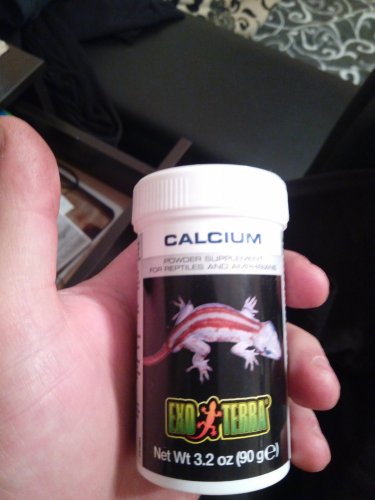 CALCIUM
POWDER SUPPLEMENT
FOR REPTILES AND AMPHIBIANS
EXO TERRA®
Net Wt 3.2 oz (90 g℮)